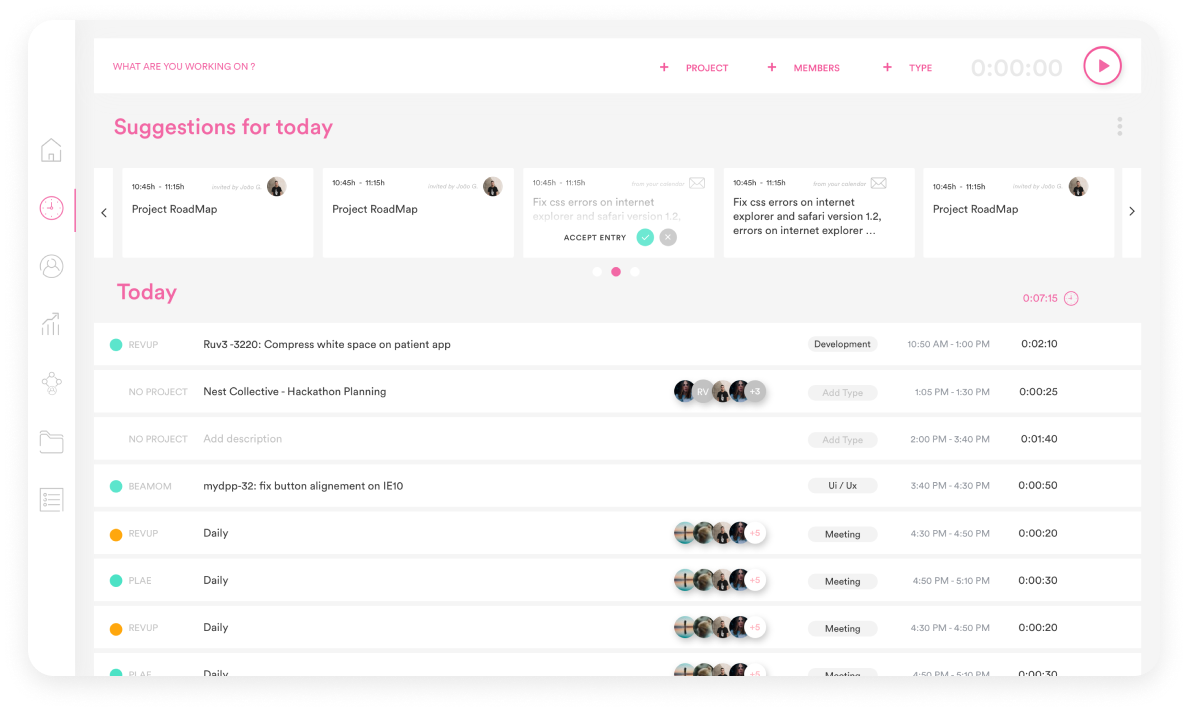 WHAT ARE YOU WORKING ON ?
+ PROJECT + MEMBERS + TYPE 0:00:00
Suggestions for today
10:45h - 11:15h invited by João G.
Project RoadMap
10:45h - 11:15h invited by João G.
Project RoadMap
10:45h - 11:15h from your calendar
Fix css errors on internet
explorer and safari version 1.2,
ACCEPT ENTRY
10:45h - 11:15h from your calendar
Fix css errors on internet
explorer and safari version 1.2,
errors on internet explorer ...
10:45h - 11:15h invited by João G.
Project RoadMap
Today 0:07:15
REVUP Ruv3 -3220: Compress white space on patient app Development 10:50 AM - 1:00 PM 0:02:10
NO PROJECT Nest Collective - Hackathon Planning RV +3 Add Type 1:05 PM - 1:30 PM 0:00:25
NO PROJECT Add description Add Type 2:00 PM - 3:40 PM 0:01:40
BEAMOM mydpp-32: fix button alignement on IE10 Ui / Ux 3:40 PM - 4:30 PM 0:00:50
REVUP Daily +5 Meeting 4:30 PM - 4:50 PM 0:00:20
PLAE Daily +5 Meeting 4:50 PM - 5:10 PM 0:00:30
REVUP Daily +5 Meeting 4:30 PM - 4:50 PM 0:00:20
PLAE Daily +5 Meeting 4:50 PM - 5:10 PM 0:00:30